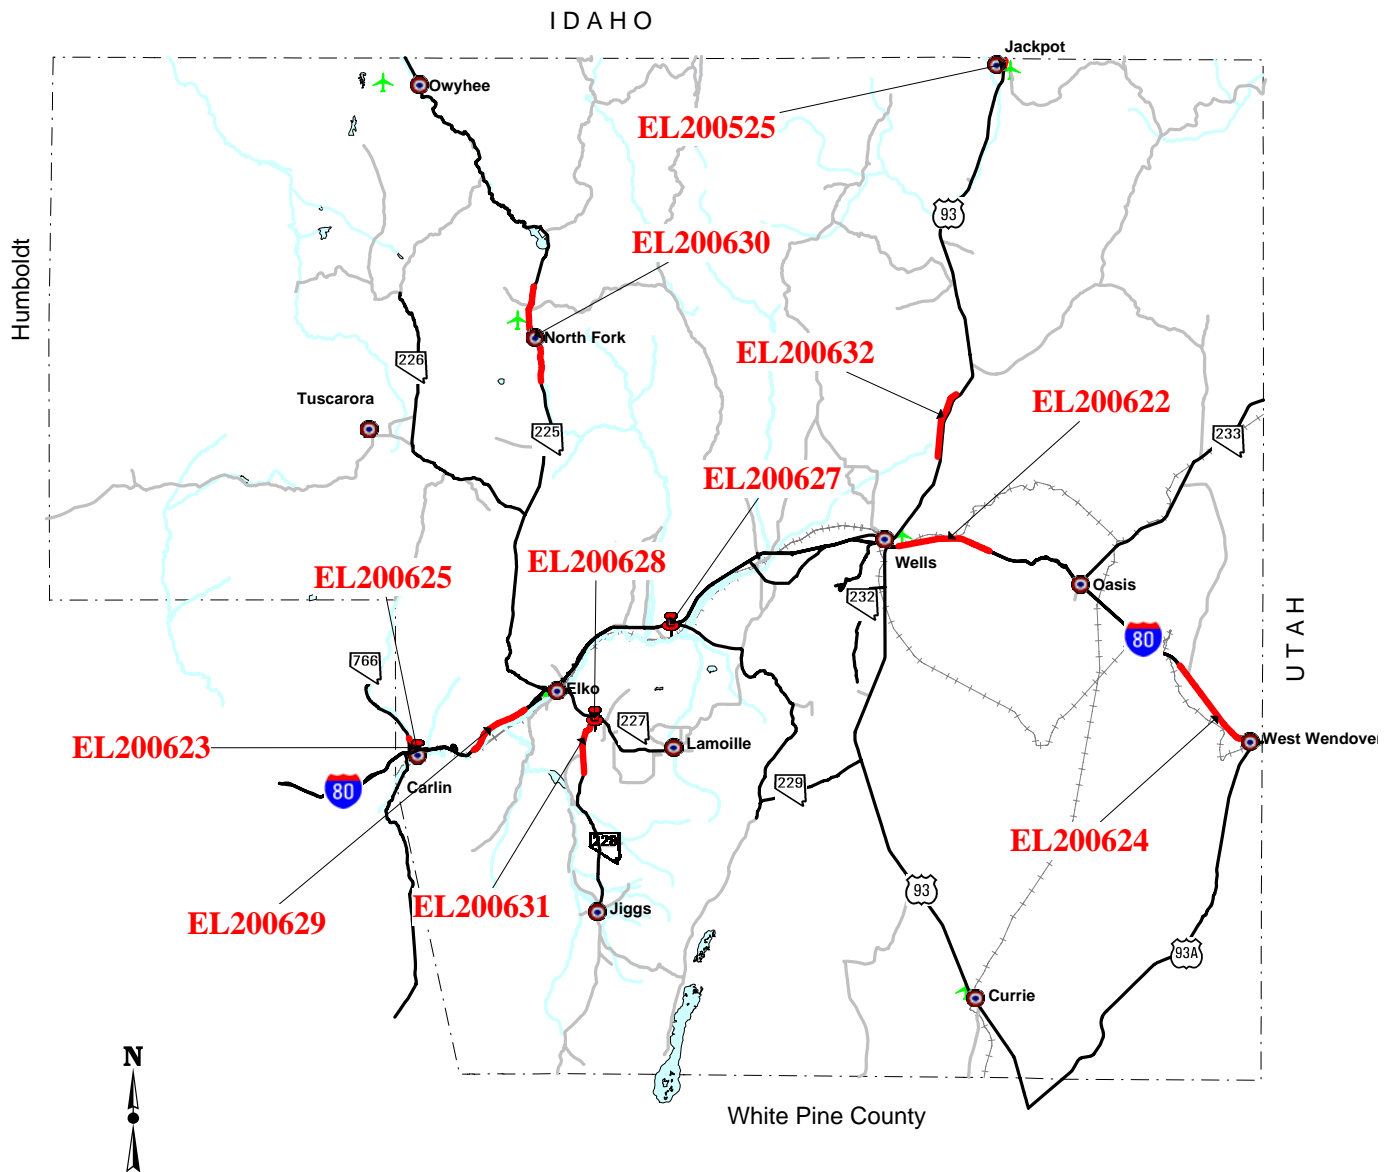 IDAHO
Jackpot
Owyhee
EL200525
93
EL200630
Humboldt
North Fork
EL200632
226
Tuscarora
EL200622
225
233
EL200627
EL200628
Wells
EL200625
Oasis
232
UTAH
80
766
Elko
227
EL200623
Lamoille
West Wendover
Carlin
80
229
EL200624
93
EL200631
EL200629
Jiggs
93A
Currie
N
White Pine County